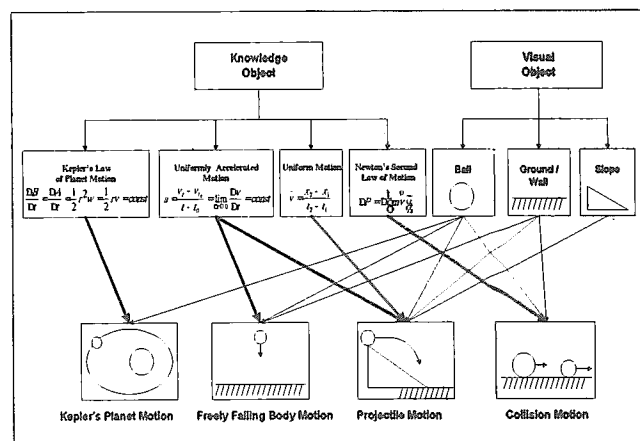 Knowledge
Object
Visual
Object
Kepler's Law
of Planet Motion
Uniformly Accelerated
Motion
Uniform Motion
Newton's Second
Law of Motion
Ball
Ground /
Wall
Slope
Kepler's Planet Motion
Freely Falling Body Motion
Projectile Motion
Collision Motion